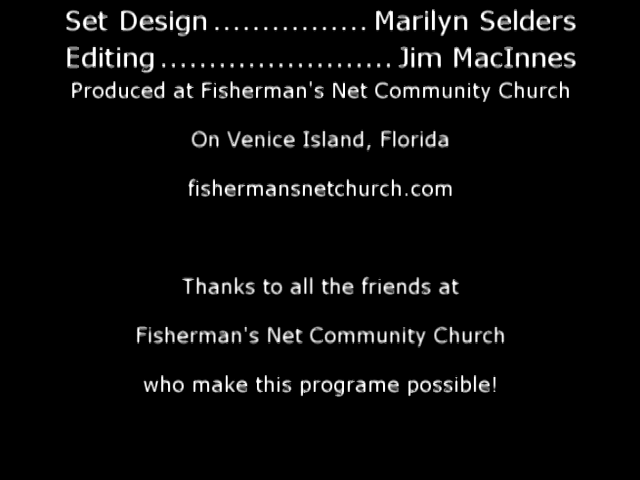 Set Design................Marilyn Selders
Editing........................Jim MacInnes
Produced at Fisherman's Net Community Church
On Venice Island, Florida
fishermansnetchurch.com
Thanks to all the friends at
Fisherman's Net Community Church
who make this programe possible!